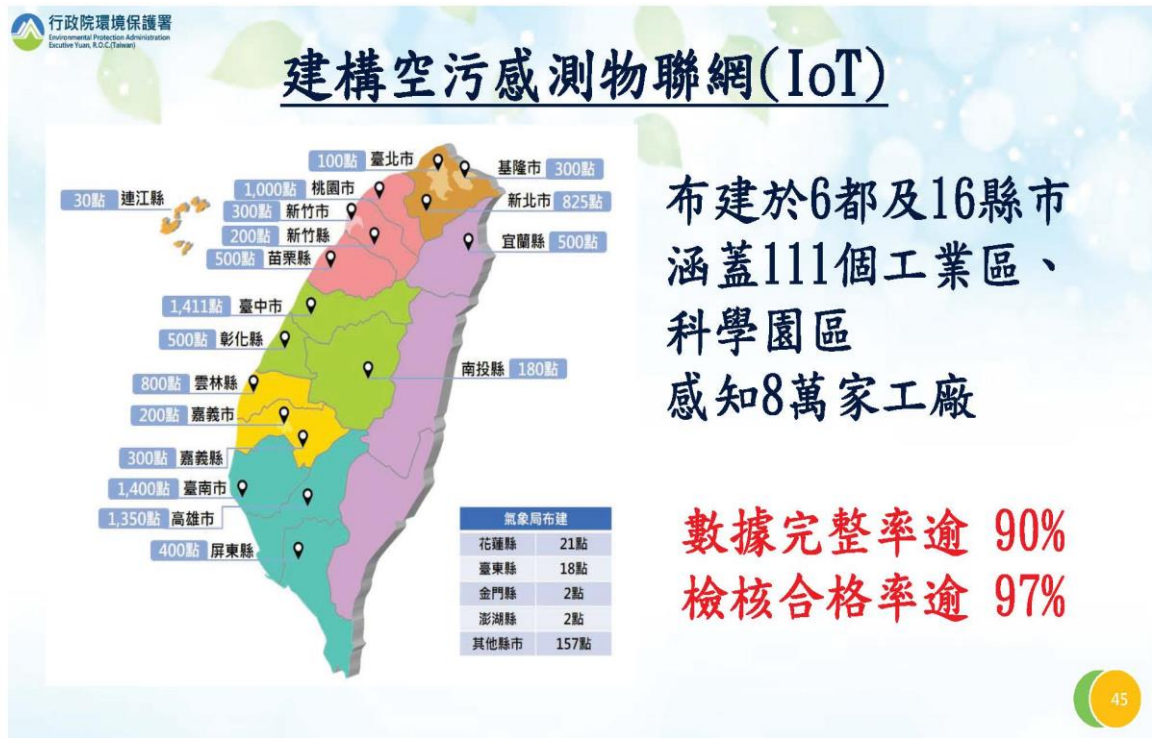 行政院環境保護署
Environmental Protection Administration
Excutive Yuan, R.O.C.(Taiwan)
建構空污感測物聯網(IoT)
100點 臺北市
基隆市 300點
1,000點 桃園市
新北市 825點
30點 連江縣
300點 新竹市
200點 新竹縣
宜蘭縣 500點
500點 苗栗縣
1,411點 臺中市
500點 彰化縣
南投縣 180點
800點 雲林縣
200點 嘉義市
300點 嘉義縣
1,400點 臺南市
1,350點 高雄市
400點 屏東縣
氣象局布建
花蓮縣 21點
臺東縣 18點
金門縣 2點
澎湖縣 2點
其他縣市 157點
布建於6都及16縣市
涵蓋111個工業區、
科學園區
感知8萬家工廠
數據完整率逾 90%
檢核合格率逾 97%
45